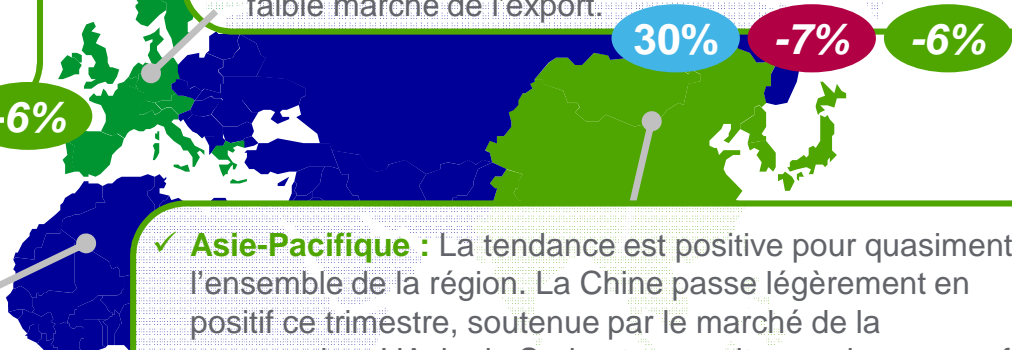 faible marché de l'export.
30% -7% -6%
-6%
✓ Asie-Pacifique : La tendance est positive pour quasiment
l'ensemble de la région. La Chine passe légèrement en
positif ce trimestre, soutenue par le marché de la